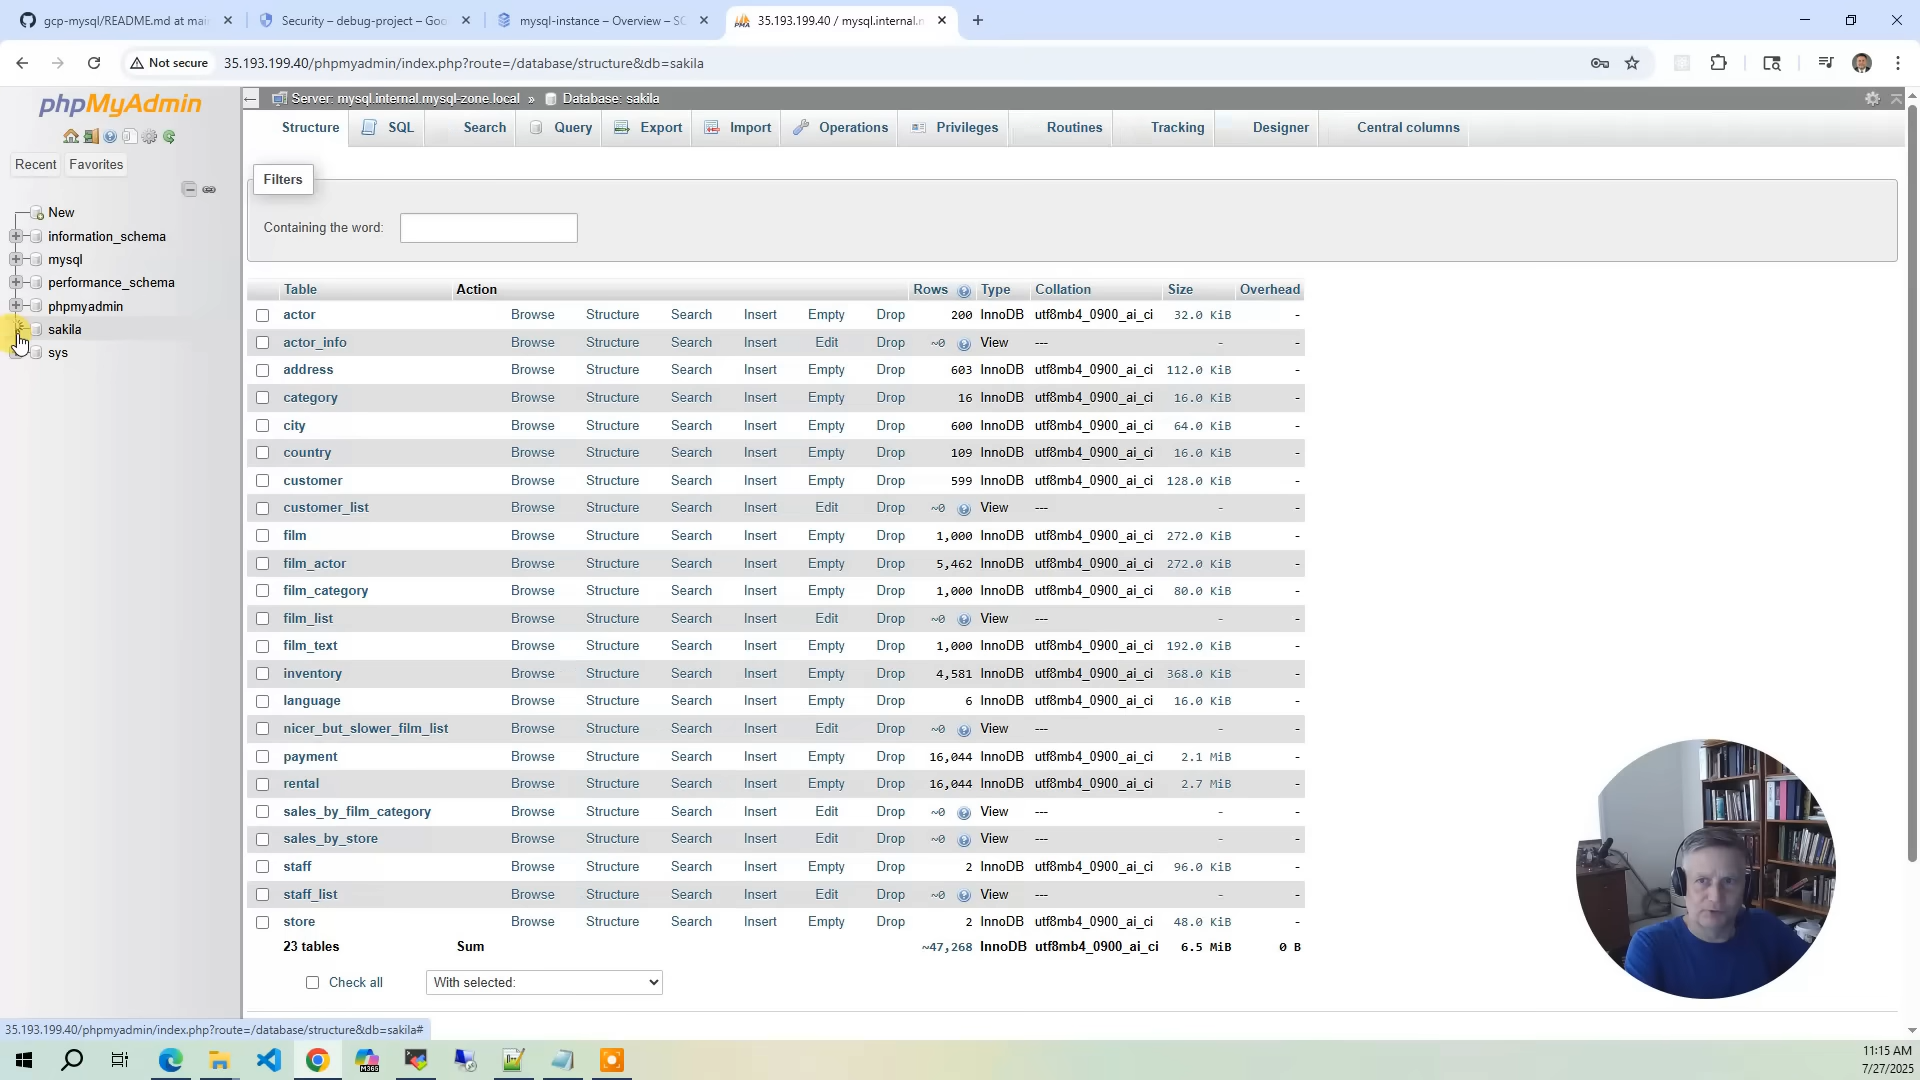 gcp-mysql/README.md at mai
Security – debug-project – Goo
mysql-instance – Overview – SC
35.193.199.40 / mysql.internal.m
Not secure
35.193.199.40/phpmyadmin/index.php?route=/database/structure&db=sakila
phpMyAdmin
Server: mysql.internal.mysql-zone.local » Database: sakila
Structure SQL Search Query Export Import Operations Privileges Routines Tracking Designer Central columns
Recent Favorites
New
information_schema
mysql
performance_schema
phpmyadmin
sakila
sys
Filters
Containing the word:
Table Action Rows Type Collation Size Overhead
actor Browse Structure Search Insert Empty Drop 200 InnoDB utf8mb4_0900_ai_ci 32.0 KiB -
actor_info Browse Structure Search Insert Edit Drop ~0 View --- - -
address Browse Structure Search Insert Empty Drop 603 InnoDB utf8mb4_0900_ai_ci 112.0 KiB -
category Browse Structure Search Insert Empty Drop 16 InnoDB utf8mb4_0900_ai_ci 16.0 KiB -
city Browse Structure Search Insert Empty Drop 600 InnoDB utf8mb4_0900_ai_ci 64.0 KiB -
country Browse Structure Search Insert Empty Drop 109 InnoDB utf8mb4_0900_ai_ci 16.0 KiB -
customer Browse Structure Search Insert Empty Drop 599 InnoDB utf8mb4_0900_ai_ci 128.0 KiB -
customer_list Browse Structure Search Insert Edit Drop ~0 View --- - -
film Browse Structure Search Insert Empty Drop 1,000 InnoDB utf8mb4_0900_ai_ci 272.0 KiB -
film_actor Browse Structure Search Insert Empty Drop 5,462 InnoDB utf8mb4_0900_ai_ci 272.0 KiB -
film_category Browse Structure Search Insert Empty Drop 1,000 InnoDB utf8mb4_0900_ai_ci 80.0 KiB -
film_list Browse Structure Search Insert Edit Drop ~0 View --- - -
film_text Browse Structure Search Insert Empty Drop 1,000 InnoDB utf8mb4_0900_ai_ci 192.0 KiB -
inventory Browse Structure Search Insert Empty Drop 4,581 InnoDB utf8mb4_0900_ai_ci 368.0 KiB -
language Browse Structure Search Insert Empty Drop 6 InnoDB utf8mb4_0900_ai_ci 16.0 KiB -
nicer_but_slower_film_list Browse Structure Search Insert Edit Drop ~0 View --- - -
payment Browse Structure Search Insert Empty Drop 16,044 InnoDB utf8mb4_0900_ai_ci 2.1 MiB -
rental Browse Structure Search Insert Empty Drop 16,044 InnoDB utf8mb4_0900_ai_ci 2.7 MiB -
sales_by_film_category Browse Structure Search Insert Edit Drop ~0 View --- - -
sales_by_store Browse Structure Search Insert Edit Drop ~0 View --- - -
staff Browse Structure Search Insert Empty Drop 2 InnoDB utf8mb4_0900_ai_ci 96.0 KiB -
staff_list Browse Structure Search Insert Edit Drop ~0 View --- - -
store Browse Structure Search Insert Empty Drop 2 InnoDB utf8mb4_0900_ai_ci 48.0 KiB -
23 tables Sum ~47,268 InnoDB utf8mb4_0900_ai_ci 6.5 MiB 0 B
Check all With selected:
35.193.199.40/phpmyadmin/index.php?route=/database/structure&db=sakila#
M365
11:15 AM
7/27/2025